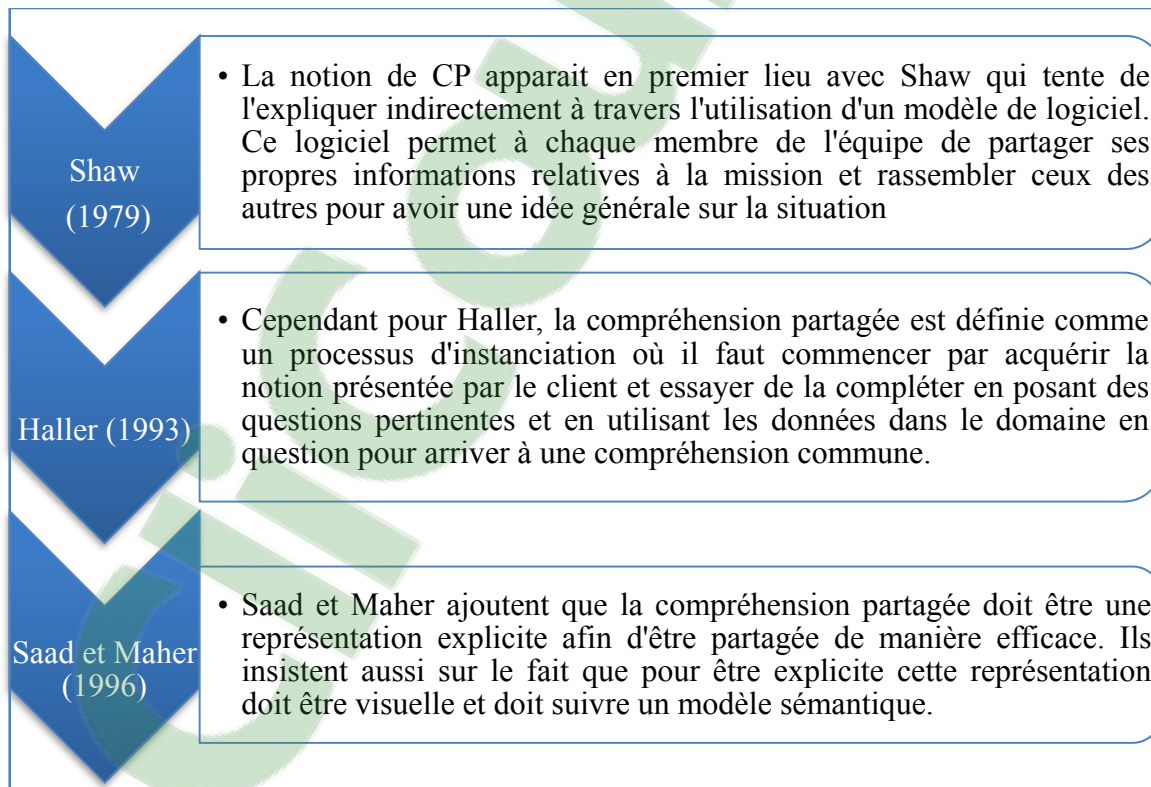 Shaw
(1979)
• La notion de CP apparait en premier lieu avec Shaw qui tente de
l'expliquer indirectement à travers l'utilisation d'un modèle de logiciel.
Ce logiciel permet à chaque membre de l'équipe de partager ses
propres informations relatives à la mission et rassembler ceux des
autres pour avoir une idée générale sur la situation
Haller (1993)
• Cependant pour Haller, la compréhension partagée est définie comme
un processus d'instanciation où il faut commencer par acquérir la
notion présentée par le client et essayer de la compléter en posant des
questions pertinentes et en utilisant les données dans le domaine en
question pour arriver à une compréhension commune.
Saad et Maher
(1996)
• Saad et Maher ajoutent que la compréhension partagée doit être une
représentation explicite afin d'être partagée de manière efficace. Ils
insistent aussi sur le fait que pour être explicite cette représentation
doit être visuelle et doit suivre un modèle sémantique.